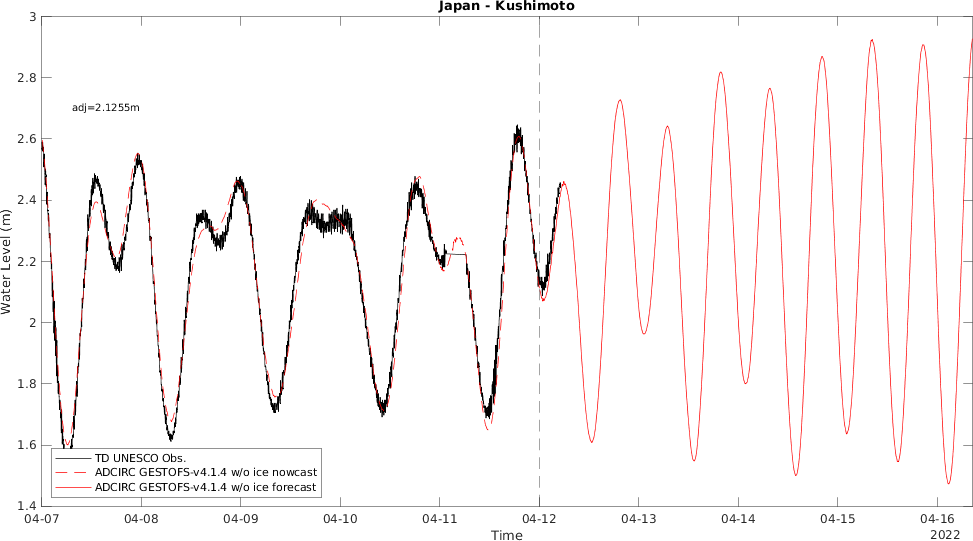 Japan - Kushimoto
3
2.8
2.6
2.4
2.2
2
1.8
1.6
1.4
Water Level (m)
adj=2.1255m
TD UNESCO Obs.
ADCIRC GESTOFS-v4.1.4 w/o ice nowcast
ADCIRC GESTOFS-v4.1.4 w/o ice forecast
04-07 04-08 04-09 04-10 04-11 04-12 04-13 04-14 04-15 04-16
2022
Time